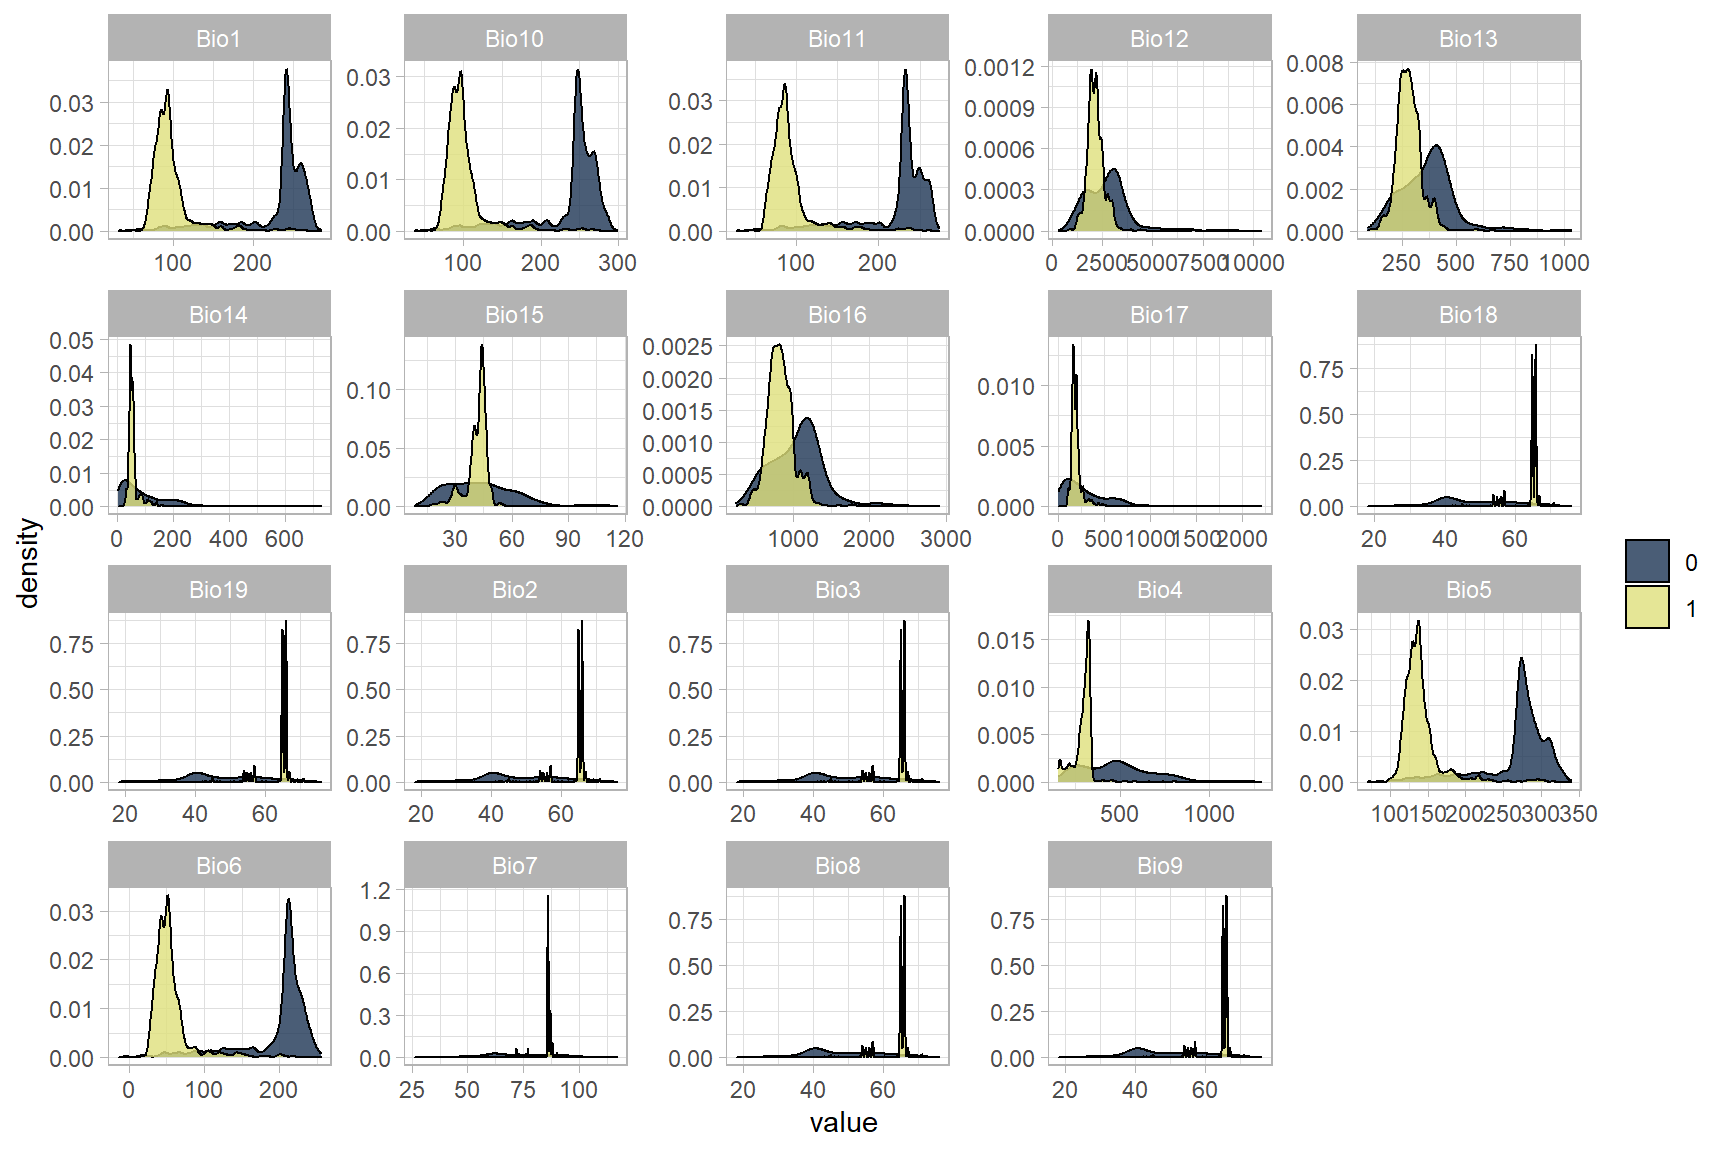 Bio1 Bio10 Bio11 Bio12 Bio13
0.03 0.02 0.01 0.00 0.03 0.02 0.01 0.00 0.03 0.02 0.01 0.00 0.0012 0.0009 0.0006 0.0003 0.0000 0.008 0.006 0.004 0.002 0.000
100 200 100 200 300 100 200 0 2500 5000 7500 10000 250 500 750 1000
Bio14 Bio15 Bio16 Bio17 Bio18
0.05 0.04 0.03 0.02 0.01 0.00 0.10 0.05 0.00 0.0025 0.0020 0.0015 0.0010 0.0005 0.0000 0.010 0.005 0.000 0.75 0.50 0.25 0.00
0 200 400 600 30 60 90 120 1000 2000 3000 0 500 1000 1500 2000 20 40 60
density
0
1
Bio19 Bio2 Bio3 Bio4 Bio5
0.75 0.50 0.25 0.00 0.75 0.50 0.25 0.00 0.75 0.50 0.25 0.00 0.015 0.010 0.005 0.000 0.03 0.02 0.01 0.00
20 40 60 20 40 60 20 40 60 500 1000 100 150 200 250 300 350
Bio6 Bio7 Bio8 Bio9
0.03 0.02 0.01 0.00 1.2 0.9 0.6 0.3 0.0 0.75 0.50 0.25 0.00 0.75 0.50 0.25 0.00
0 100 200 25 50 75 100 20 40 60 20 40 60
value